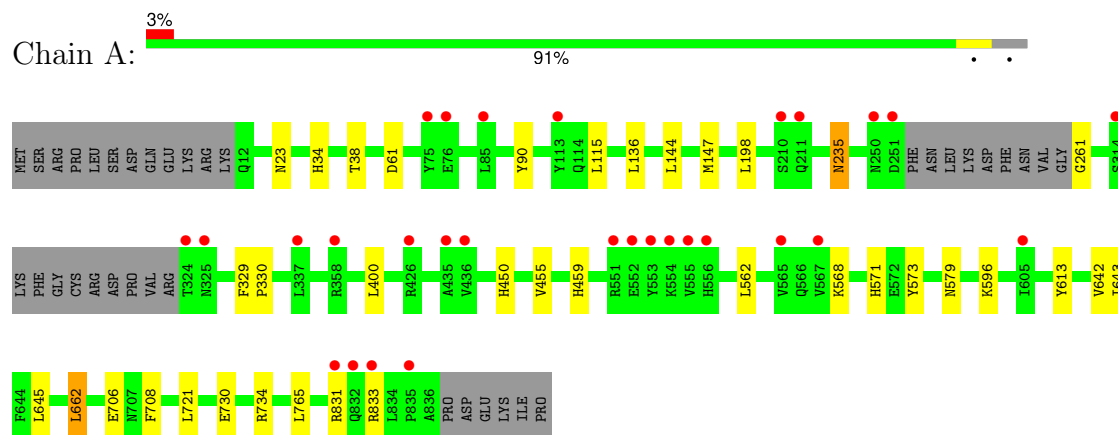 3%
Chain A:
91%
MET SER ARG PRO LEU SER ASP GLN GLU LYS ARG LYS Q12 N23 H34 T38 D61 Y75 E76 L85 Y90 Y113 Q114 L115 L136 L144 M147 L198 S210 Q211 N235 N250 D251 PHE ASN LEU LYS ASP PHE ASN VAL GLY G261 S314
LYS PHE GLY CYS ARG ASP PRO VAL ARG T324 N325 F329 P330 L337 R358 L400 R426 A435 V436 H450 V455 H459 R551 E552 Y553 K554 V555 H556 L562 V565 Q566 V567 K568 H571 E572 Y573 N579 K596 I605 Y613 V642 I643
F644 L645 L662 E706 N707 F708 L721 E730 R734 L765 R831 Q832 R833 L834 P835 A836 PRO ASP GLU LYS ILE PRO